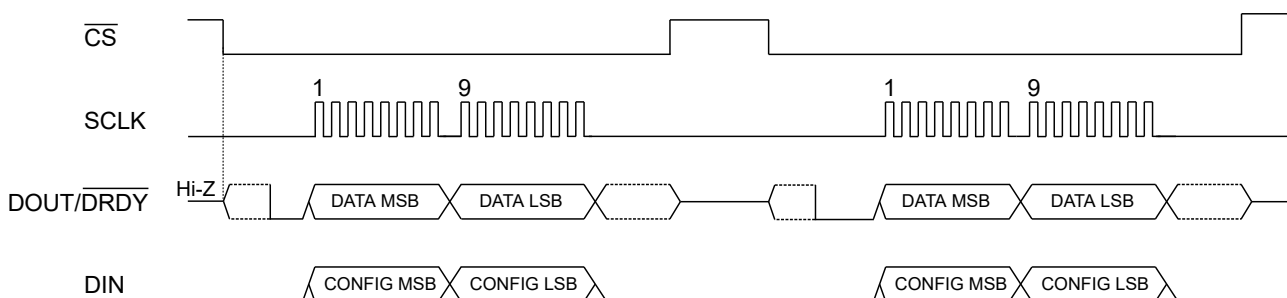 CS
1 9 1 9
SCLK
Hi-Z
DOUT/DRDY DATA MSB DATA LSB DATA MSB DATA LSB
DIN CONFIG MSB CONFIG LSB CONFIG MSB CONFIG LSB